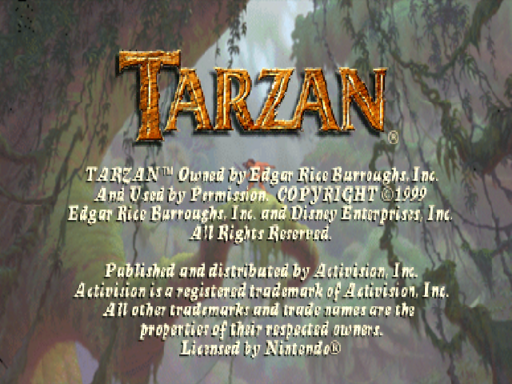 TARZAN®
TARZAN™ Owned by Edgar Rice Burroughs, Inc.
And Used by Permission. COPYRIGHT ©1999
Edgar Rice Burroughs, Inc. and Disney Enterprises, Inc.
All Rights Reserved.
Published and distributed by Activision, Inc.
Activision is a registered trademark of Activision, Inc.
All other trademarks and trade names are the
properties of their respected owners.
Licensed by Nintendo®